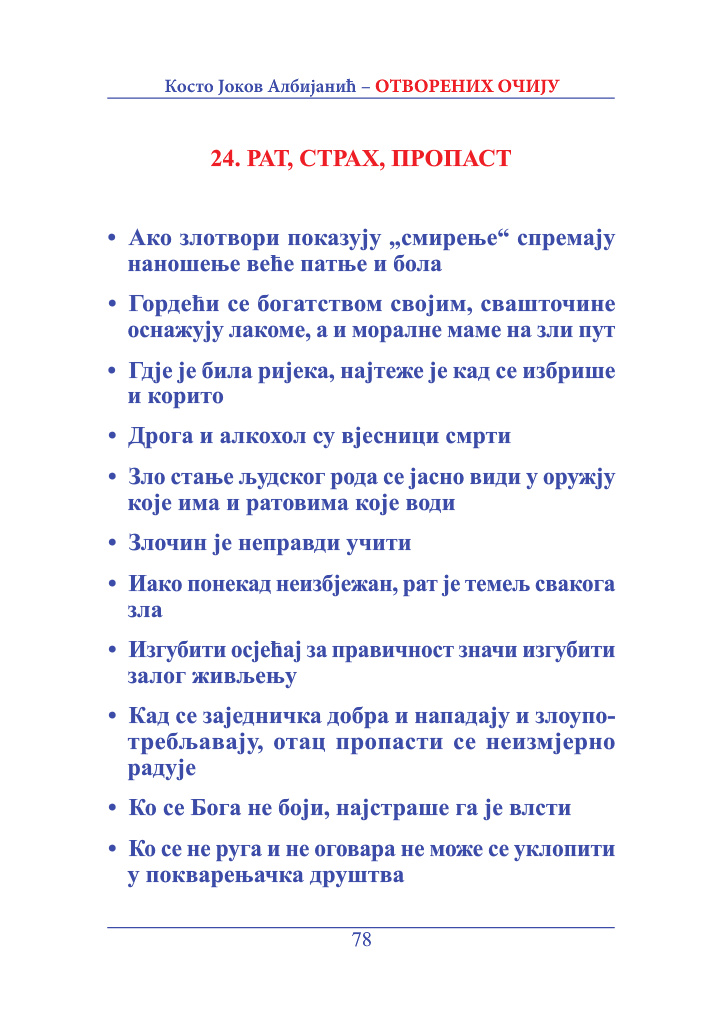 Косто Јоков Албијанић – ОТВОРЕНИХ ОЧИЈУ
24. РАТ, СТРАХ, ПРОПАСТ
• Ако злотвори показују „смирење“ спремају
наношење веће патње и бола
• Гордећи се богатством својим, свашточине
оснажују лакоме, а и моралне маме на зли пут
• Гдје је била ријека, најтеже је кад се избрише
и корито
• Дрога и алкохол су вјесници смрти
• Зло стање људског рода се јасно види у оружју
које има и ратовима које води
• Злочин је неправди учити
• Иако понекад неизбјежан, рат је темељ свакога
зла
• Изгубити осјећај за правичност значи изгубити
залог живљењу
• Кад се заједничка добра и нападају и злоупо-
требљавају, отац пропасти се неизмјерно
радује
• Ко се Бога не боји, најстраше га је влсти
• Ко се не руга и не оговара не може се уклопити
у покварењачка друштва
78